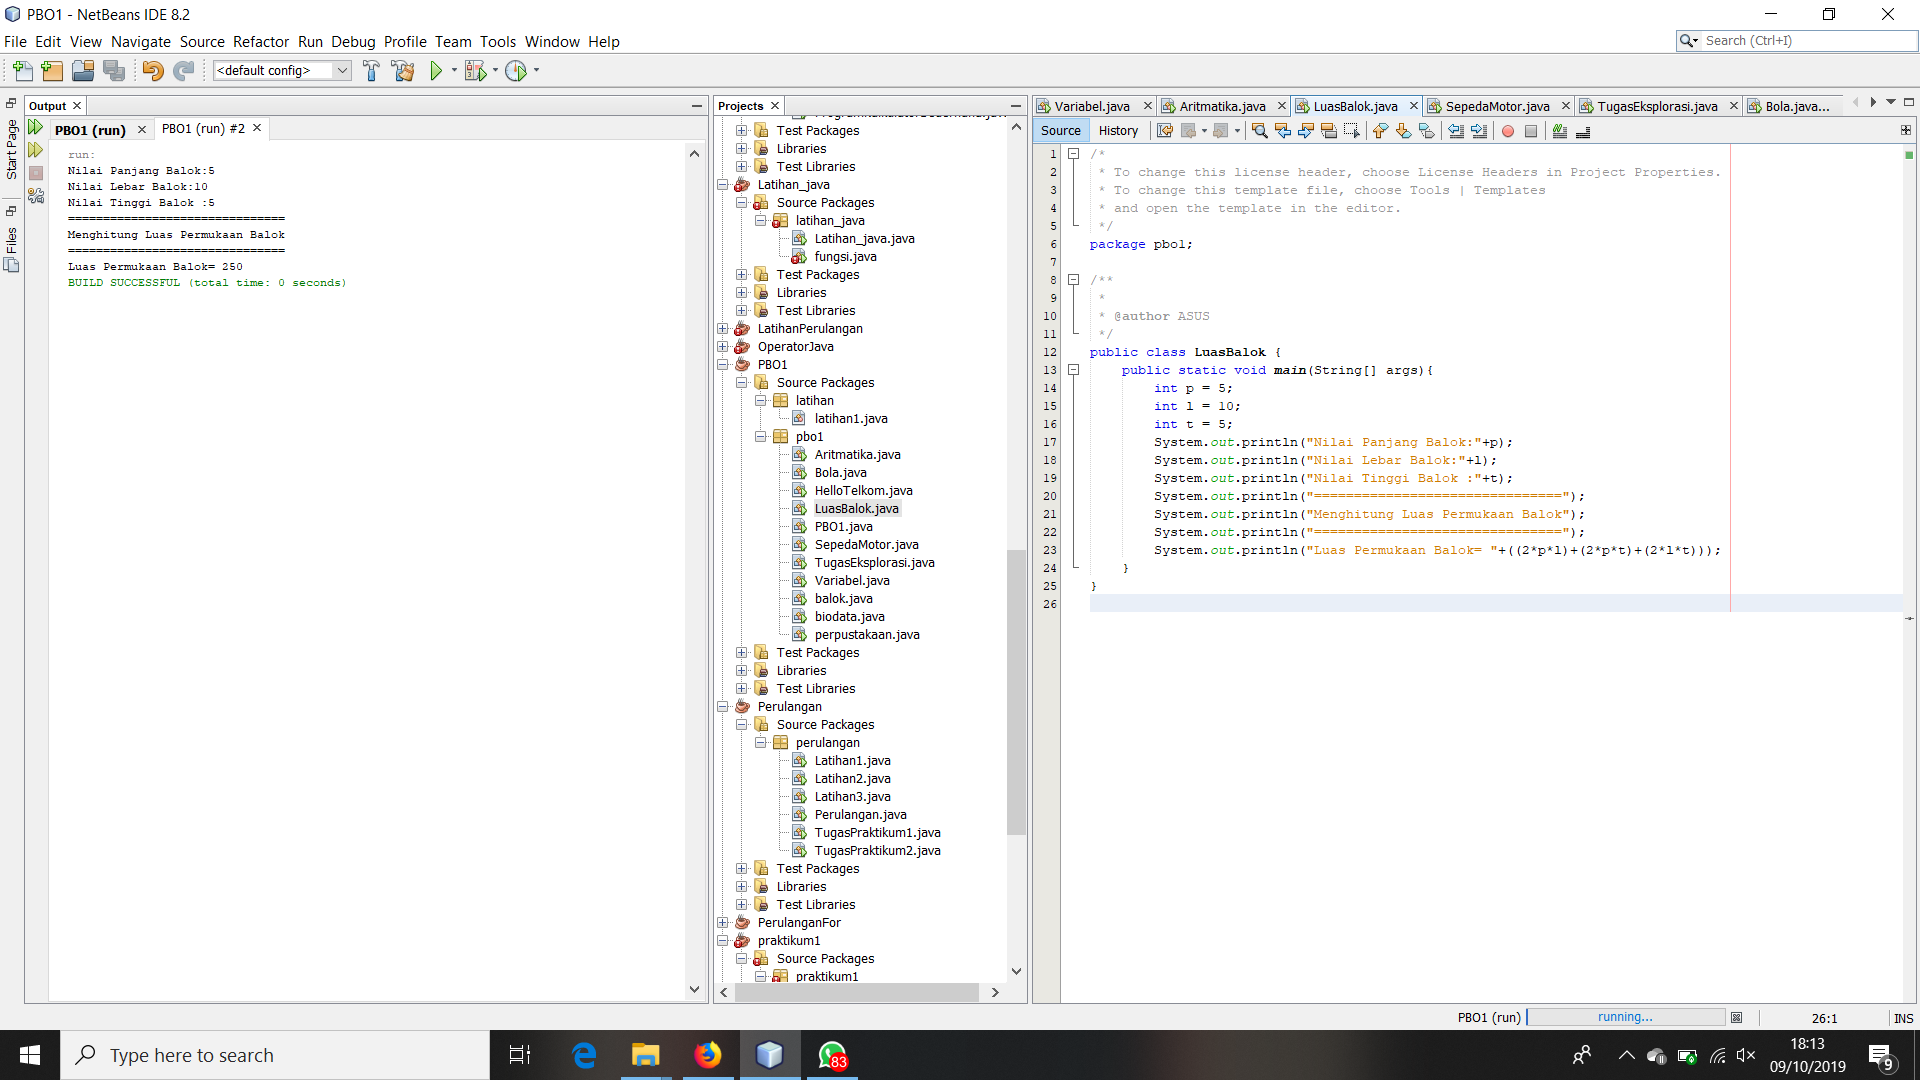 PBO1 - NetBeans IDE 8.2
File Edit View Navigate Source Refactor Run Debug Profile Team Tools Window Help
Search (Ctrl+I)
<default config>
Start Page
Files
Output
PBO1 (run)
PBO1 (run) #2
run:
Nilai Panjang Balok:5
Nilai Lebar Balok:10
Nilai Tinggi Balok :5
===============================
Menghitung Luas Permukaan Balok
===============================
Luas Permukaan Balok= 250
BUILD SUCCESSFUL (total time: 0 seconds)
Projects
Test Packages
Libraries
Test Libraries
Latihan_java
Source Packages
latihan_java
Latihan_java.java
fungsi.java
Test Packages
Libraries
Test Libraries
LatihanPerulangan
OperatorJava
PBO1
Source Packages
latihan
latihan1.java
pbo1
Aritmatika.java
Bola.java
HelloTelkom.java
LuasBalok.java
PBO1.java
SepedaMotor.java
TugasEksplorasi.java
Variabel.java
balok.java
biodata.java
perpustakaan.java
Test Packages
Libraries
Test Libraries
Perulangan
Source Packages
perulangan
Latihan1.java
Latihan2.java
Latihan3.java
Perulangan.java
TugasPraktikum1.java
TugasPraktikum2.java
Test Packages
Libraries
Test Libraries
PerulanganFor
praktikum1
Source Packages
praktikum1
Variabel.java Aritmatika.java LuasBalok.java SepedaMotor.java TugasEksplorasi.java Bola.java...
Source History
1 /*
2 * To change this license header, choose License Headers in Project Properties.
3 * To change this template file, choose Tools | Templates
4 * and open the template in the editor.
5 */
6 package pbo1;
7
8 /**
9 *
10 * @author ASUS
11 */
12 public class LuasBalok {
13 public static void main(String[] args){
14 int p = 5;
15 int l = 10;
16 int t = 5;
17 System.out.println("Nilai Panjang Balok:"+p);
18 System.out.println("Nilai Lebar Balok:"+l);
19 System.out.println("Nilai Tinggi Balok :"+t);
20 System.out.println("===============================");
21 System.out.println("Menghitung Luas Permukaan Balok");
22 System.out.println("===============================");
23 System.out.println("Luas Permukaan Balok= "+((2*p*l)+(2*p*t)+(2*l*t)));
24 }
25 }
26
PBO1 (run) running... 26:1 INS
Type here to search
83
18:13
09/10/2019
9